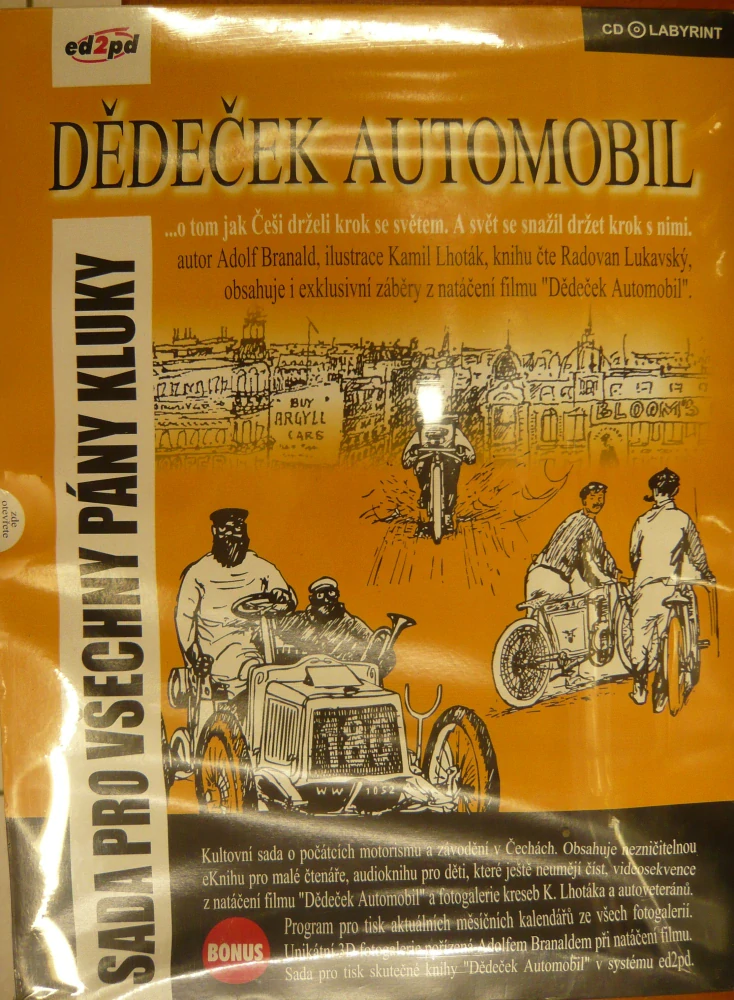 ed2pd
CD LABYRINT
DĚDEČEK AUTOMOBIL
...o tom jak Češi drželi krok se světem. A svět se snažil držet krok s nimi.
autor Adolf Branald, ilustrace Kamil Lhoták, knihu čte Radovan Lukavský,
obsahuje i exklusivní záběry z natáčení filmu "Dědeček Automobil".
SADA PRO VŠECHNY PÁNY KLUKY
BUY
ARGYLL
CARS
BLOOM'S
zde
otevřete
WW 1052
Kultovní sada o počátcích motorismu a závodění v Čechách. Obsahuje nezničitelnou
eKnihu pro malé čtenáře, audioknihu pro děti, které ještě neumějí číst, videosekvence
z natáčení filmu "Dědeček Automobil" a fotogalerie kreseb K. Lhotáka a autoveteránů.
BONUS
Program pro tisk aktuálních měsíčních kalendářů ze všech fotogalerií.
Unikátní 3D fotogalerie pořízená Adolfem Branaldem při natáčení filmu.
Sada pro tisk skutečné knihy "Dědeček Automobil" v systému ed2pd.